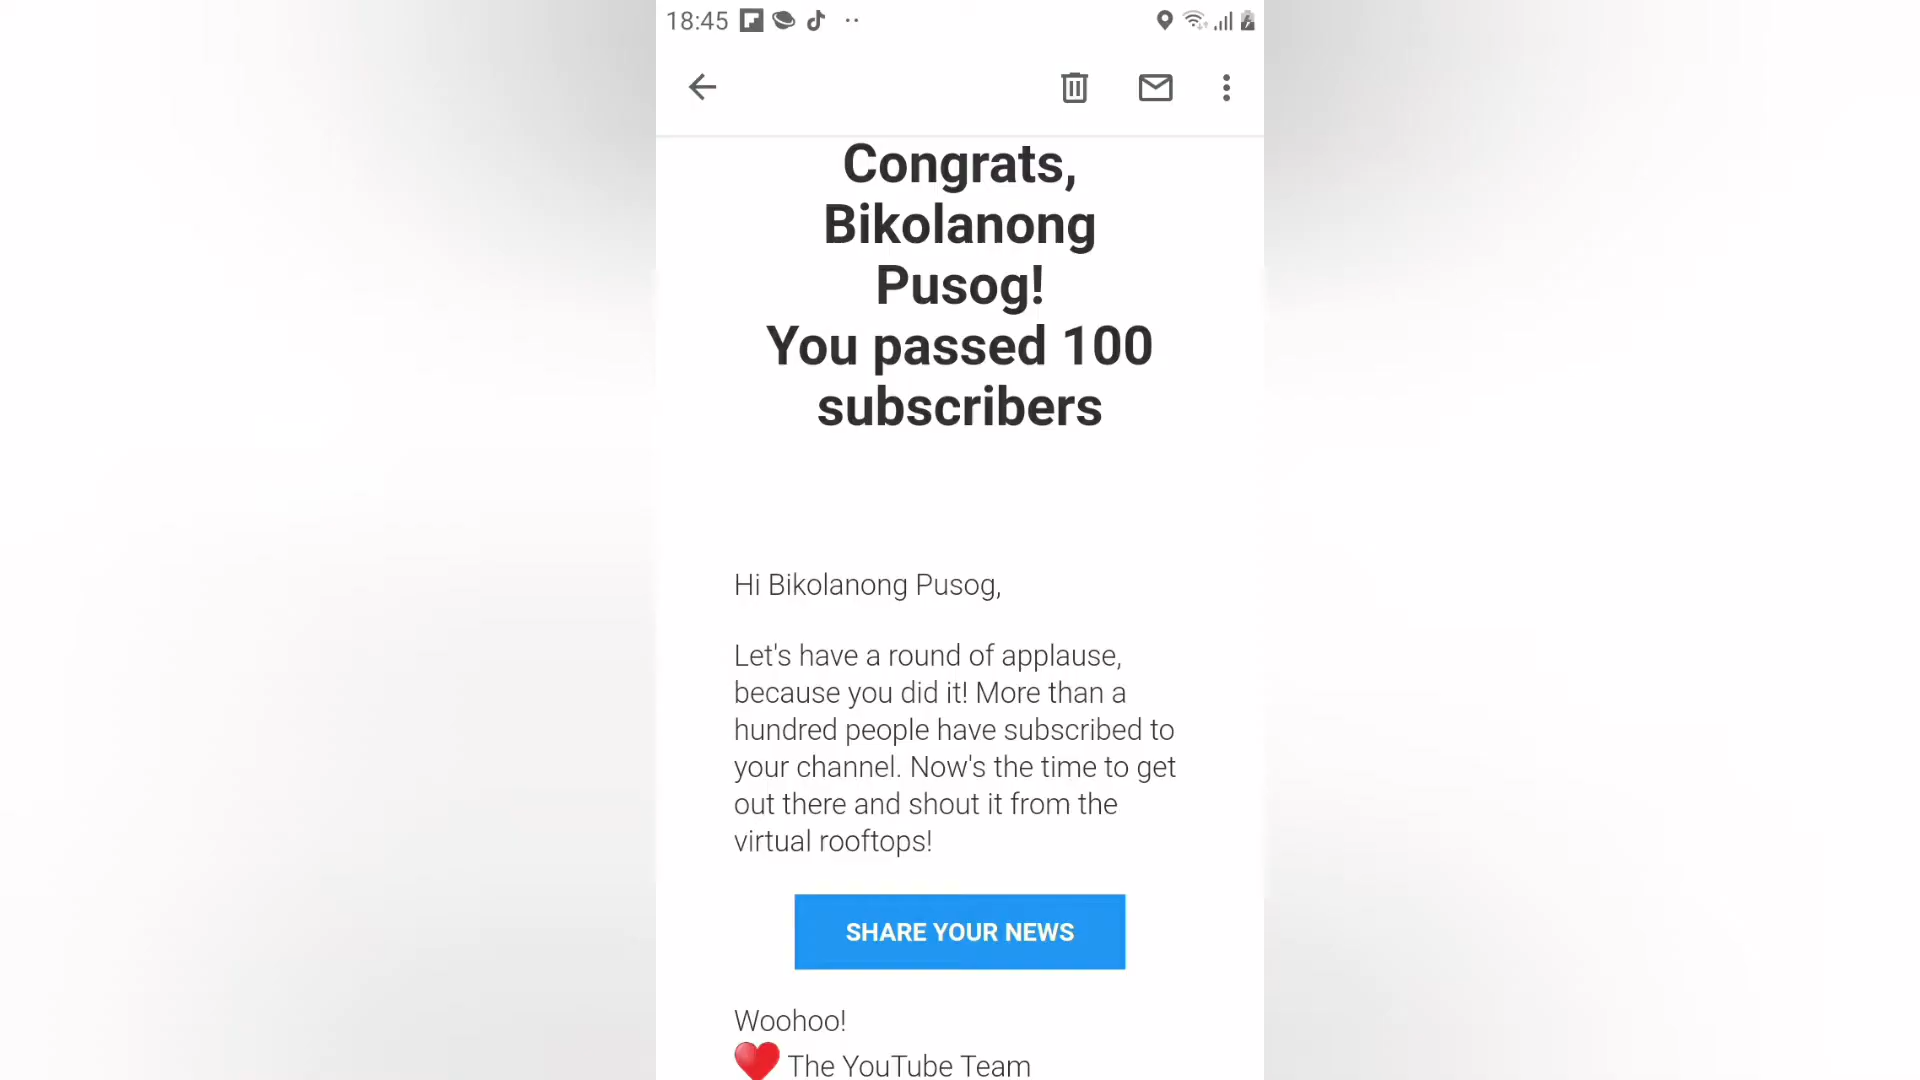 18:45
Congrats,
Bikolanong
Pusog!
You passed 100
subscribers
Hi Bikolanong Pusog,
Let's have a round of applause,
because you did it! More than a
hundred people have subscribed to
your channel. Now's the time to get
out there and shout it from the
virtual rooftops!
SHARE YOUR NEWS
Woohoo!
The YouTube Team